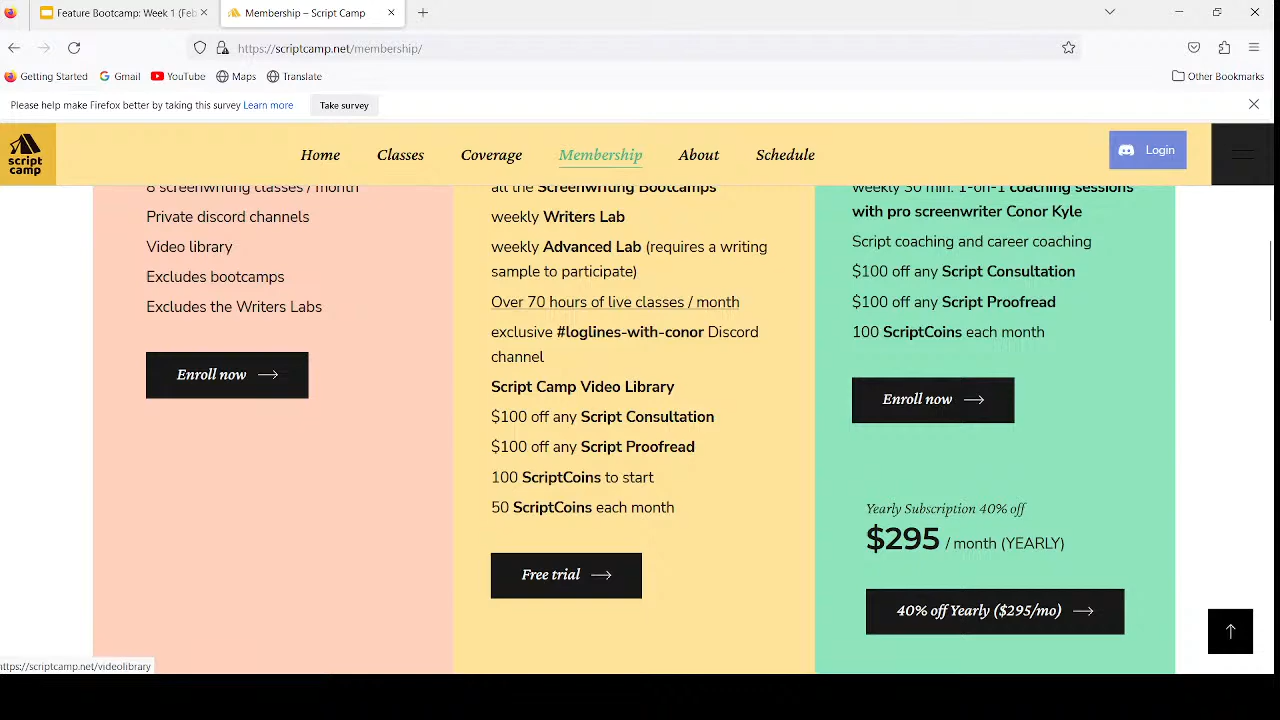 Feature Bootcamp: Week 1 (Feb
Membership – Script Camp
https://scriptcamp.net/membership/
Getting Started
Gmail
YouTube
Maps
Translate
Other Bookmarks
Please help make Firefox better by taking this survey Learn more
Take survey
script
camp
Home
Classes
Coverage
Membership
About
Schedule
Login
8 screenwriting classes / month
Private discord channels
Video library
Excludes bootcamps
Excludes the Writers Labs
Enroll now
all the Screenwriting Bootcamps
weekly Writers Lab
weekly Advanced Lab (requires a writing
sample to participate)
Over 70 hours of live classes / month
exclusive #loglines-with-conor Discord
channel
Script Camp Video Library
$100 off any Script Consultation
$100 off any Script Proofread
100 ScriptCoins to start
50 ScriptCoins each month
Free trial
weekly 30 min. 1-on-1 coaching sessions
with pro screenwriter Conor Kyle
Script coaching and career coaching
$100 off any Script Consultation
$100 off any Script Proofread
100 ScriptCoins each month
Enroll now
Yearly Subscription 40% off
$295 / month (YEARLY)
40% off Yearly ($295/mo)
https://scriptcamp.net/videolibrary